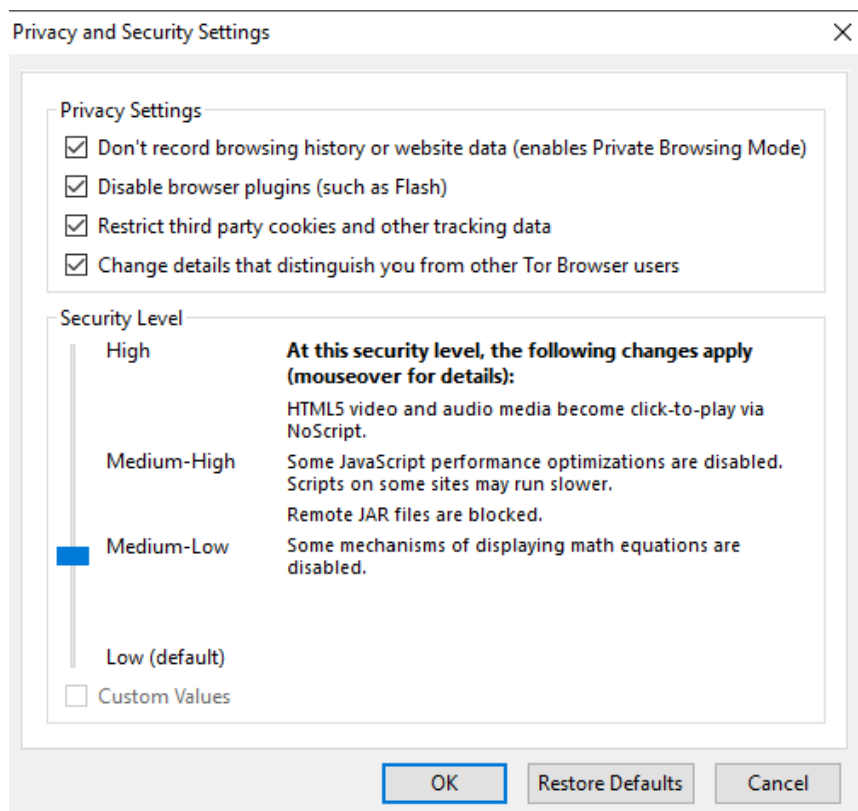 Privacy and Security Settings
Privacy Settings
Don't record browsing history or website data (enables Private Browsing Mode)
Disable browser plugins (such as Flash)
Restrict third party cookies and other tracking data
Change details that distinguish you from other Tor Browser users
Security Level
High
At this security level, the following changes apply
(mouseover for details):
HTML5 video and audio media become click-to-play via
NoScript.
Medium-High
Some JavaScript performance optimizations are disabled.
Scripts on some sites may run slower.
Remote JAR files are blocked.
Medium-Low
Some mechanisms of displaying math equations are
disabled.
Low (default)
Custom Values
OK
Restore Defaults
Cancel